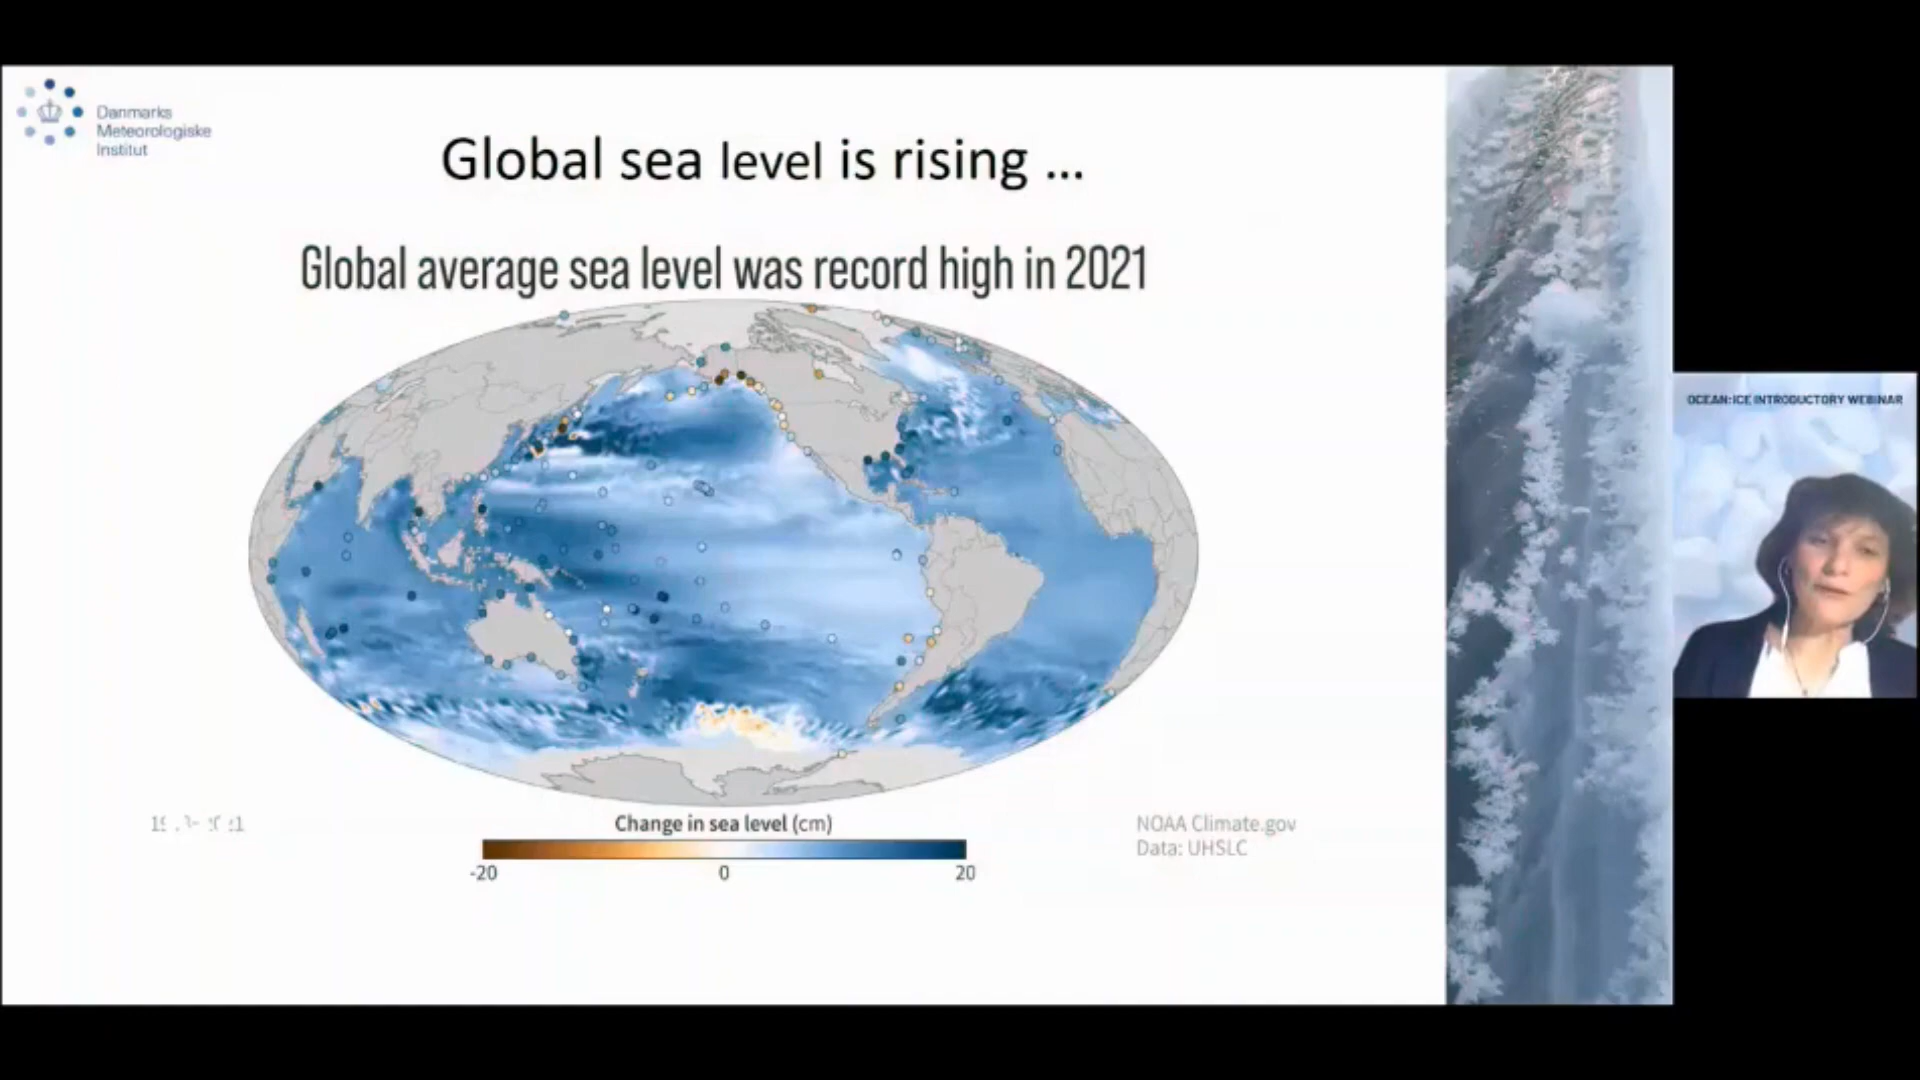 Danmarks
Meteorologiske
Institut
Global sea level is rising ...
Global average sea level was record high in 2021
Change in sea level (cm)
-20
0
20
NOAA Climate.gov
Data: UHSLC
OCEAN:ICE INTRODUCTORY WEBINAR